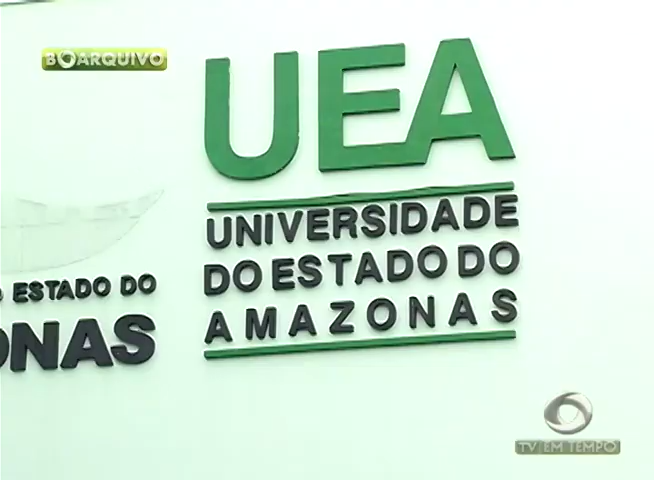 BOARQUIVO
UEA
UNIVERSIDADE
DO ESTADO DO
AMAZONAS
O ESTADO DO
ONAS
TV EM TEMPO